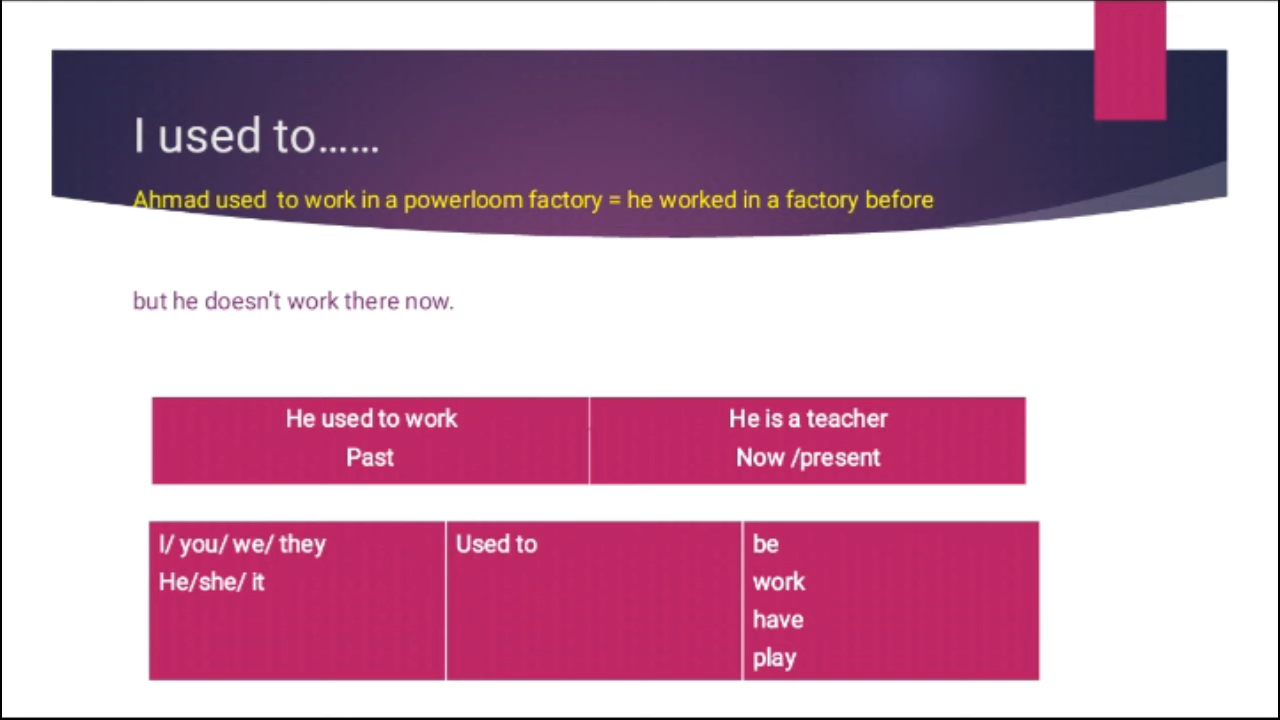 I used to......
Ahmad used to work in a powerloom factory = he worked in a factory before
but he doesn't work there now.
He used to work
Past
He is a teacher
Now /present
I/ you/ we/ they
He/she/ it
Used to
be
work
have
play